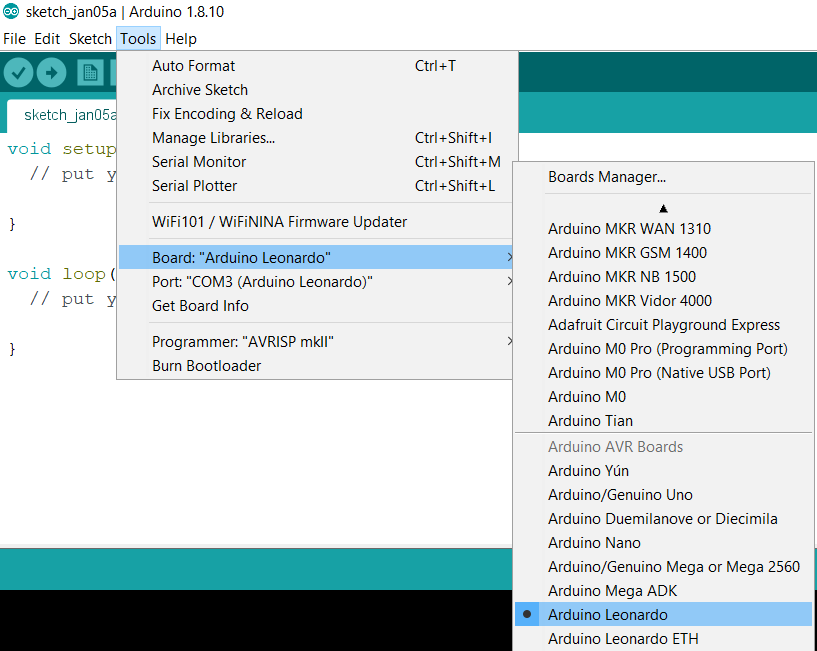 sketch_jan05a | Arduino 1.8.10
File Edit Sketch Tools Help
sketch_jan05a
void setup
// put y
}
void loop(
// put y
}
Auto Format Ctrl+T
Archive Sketch
Fix Encoding & Reload
Manage Libraries... Ctrl+Shift+I
Serial Monitor Ctrl+Shift+M
Serial Plotter Ctrl+Shift+L
WiFi101 / WiFiNINA Firmware Updater
Board: "Arduino Leonardo"
Port: "COM3 (Arduino Leonardo)"
Get Board Info
Programmer: "AVRISP mkII"
Burn Bootloader
Boards Manager...
Arduino MKR WAN 1310
Arduino MKR GSM 1400
Arduino MKR NB 1500
Arduino MKR Vidor 4000
Adafruit Circuit Playground Express
Arduino M0 Pro (Programming Port)
Arduino M0 Pro (Native USB Port)
Arduino M0
Arduino Tian
Arduino AVR Boards
Arduino Yún
Arduino/Genuino Uno
Arduino Duemilanove or Diecimila
Arduino Nano
Arduino/Genuino Mega or Mega 2560
Arduino Mega ADK
Arduino Leonardo
Arduino Leonardo ETH